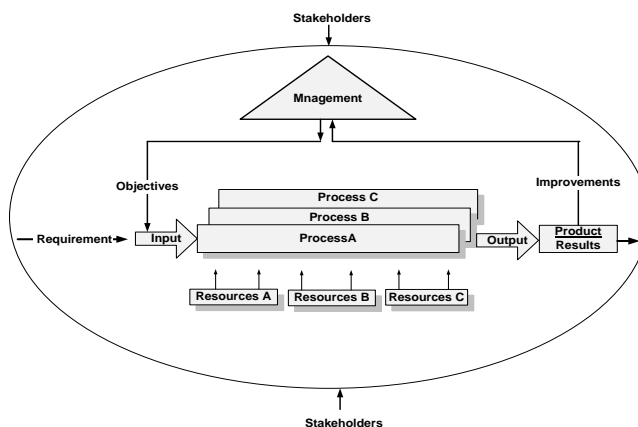 Stakeholders
Mnagement
Objectives
Improvements
Process C
Process B
ProcessA
Requirement
Input
Output
Product
Results
Resources A
Resources B
Resources C
Stakeholders